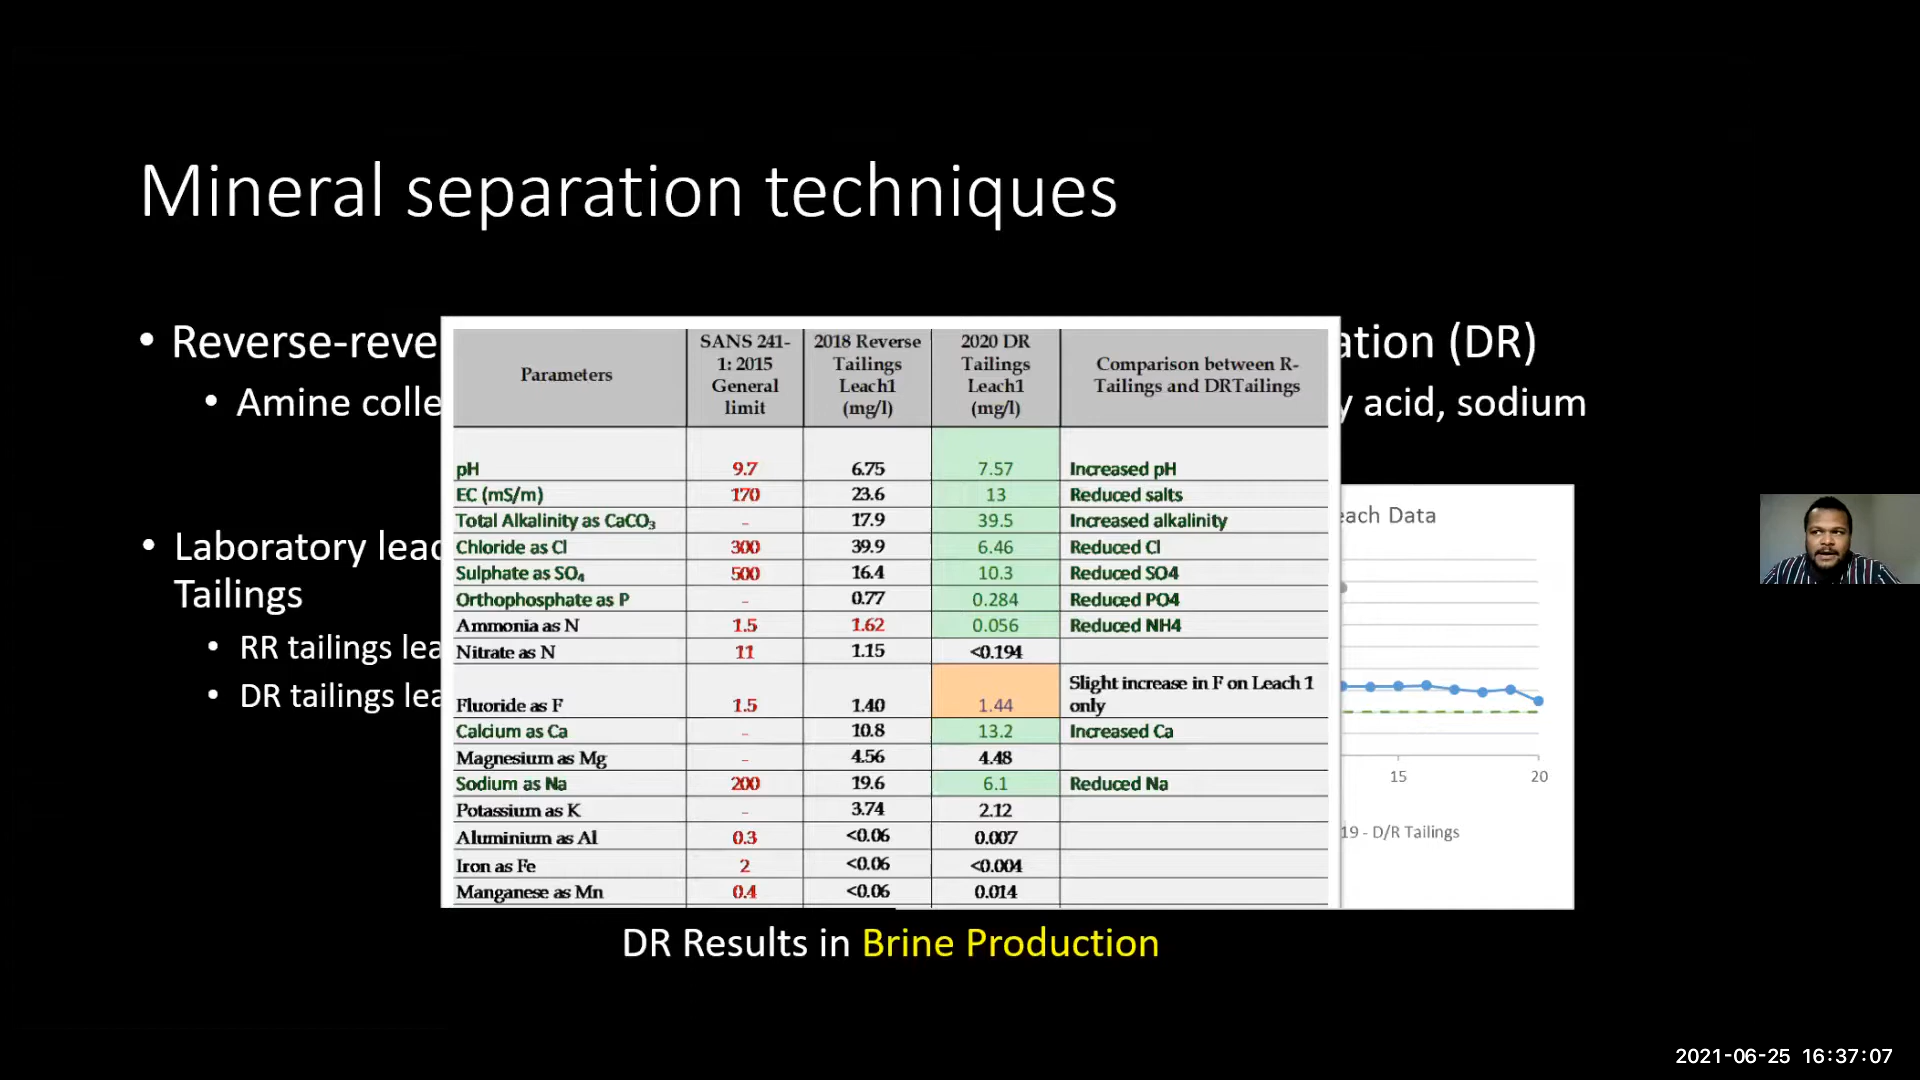 Mineral separation techniques
• Reverse-reve
ation (DR)
• Amine colle
acid, sodium
• Laboratory leac
Tailings
• RR tailings lea
• DR tailings lea
Parameters SANS 241-1: 2015 General limit 2018 Reverse Tailings Leach1 (mg/l) 2020 DR Tailings Leach1 (mg/l) Comparison between R-Tailings and DRTailings
pH 9.7 6.75 7.57 Increased pH
EC (mS/m) 170 23.6 13 Reduced salts
Total Alkalinity as CaCO₃ - 17.9 39.5 Increased alkalinity
Chloride as Cl 300 39.9 6.46 Reduced Cl
Sulphate as SO₄ 500 16.4 10.3 Reduced SO4
Orthophosphate as P - 0.77 0.284 Reduced PO4
Ammonia as N 1.5 1.62 0.056 Reduced NH4
Nitrate as N 11 1.15 <0.194
Fluoride as F 1.5 1.40 1.44 Slight increase in F on Leach 1 only
Calcium as Ca - 10.8 13.2 Increased Ca
Magnesium as Mg - 4.56 4.48
Sodium as Na 200 19.6 6.1 Reduced Na
Potassium as K - 3.74 2.12
Aluminium as Al 0.3 <0.06 0.007
Iron as Fe 2 <0.06 <0.004
Manganese as Mn 0.4 <0.06 0.014
each Data
15 20
19 - D/R Tailings
DR Results in Brine Production
2021-06-25 16:37:07